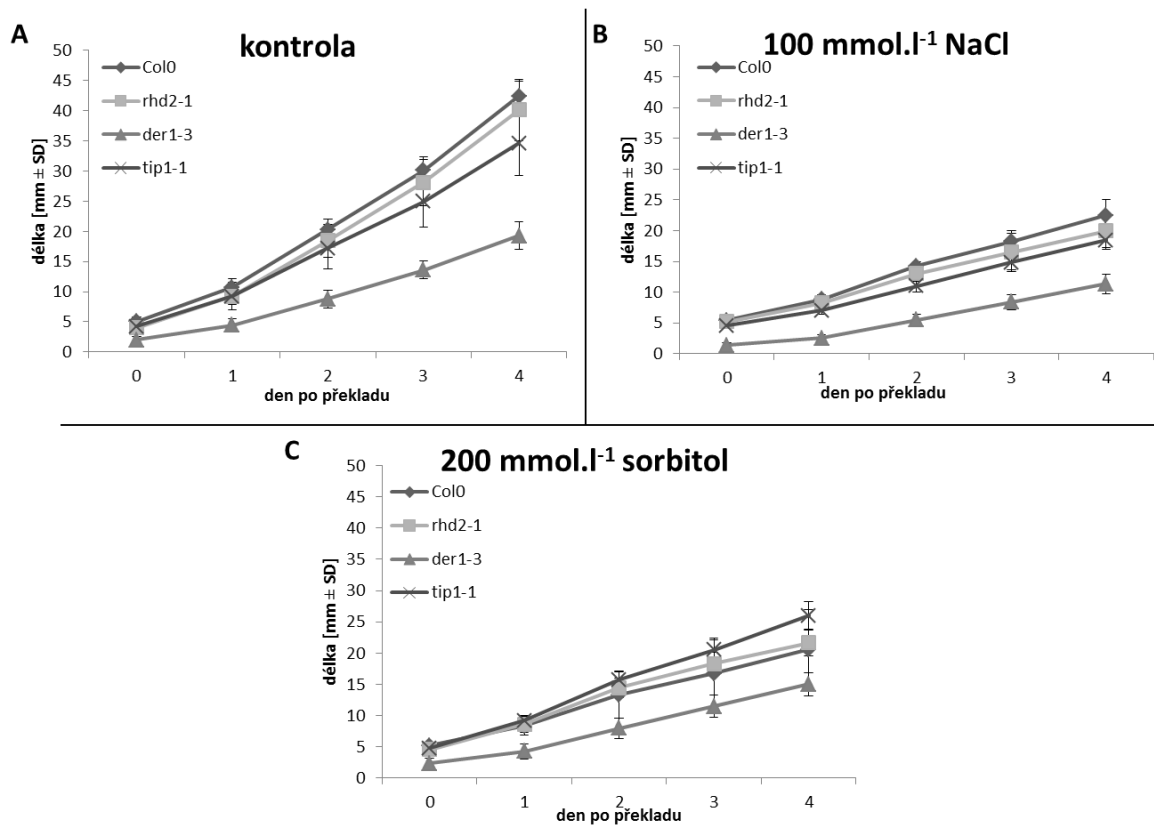 A
kontrola
50
45
40
35
30
25
20
15
10
5
0
délka [mm ± SD]
Col0
rhd2-1
der1-3
tip1-1
0 1 2 3 4
den po překladu
B
100 mmol.l⁻¹ NaCl
50
45
40
35
30
25
20
15
10
5
0
délka [mm ± SD]
Col0
rhd2-1
der1-3
tip1-1
0 1 2 3 4
den po překladu
C
200 mmol.l⁻¹ sorbitol
50
45
40
35
30
25
20
15
10
5
0
délka [mm ± SD]
Col0
rhd2-1
der1-3
tip1-1
0 1 2 3 4
den po překladu